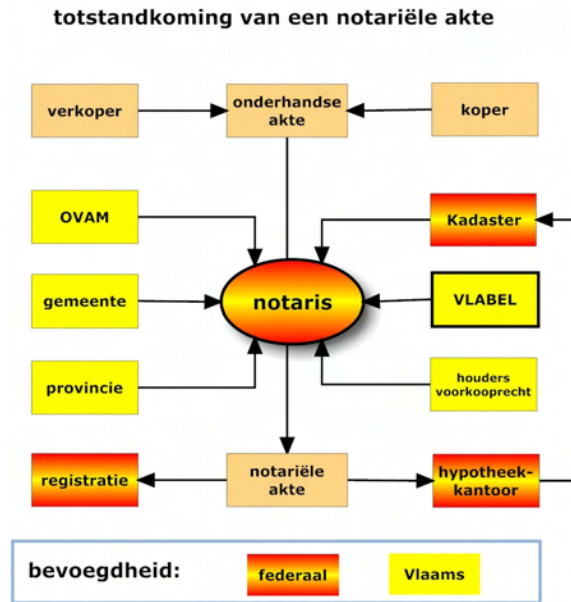 totstandkoming van een notariële akte
verkoper
onderhandse
akte
koper
OVAM
Kadaster
gemeente
notaris
VLABEL
provincie
houders
voorkooprecht
registratie
notariële
akte
hypotheek-
kantoor
bevoegdheid:
federaal
Vlaams